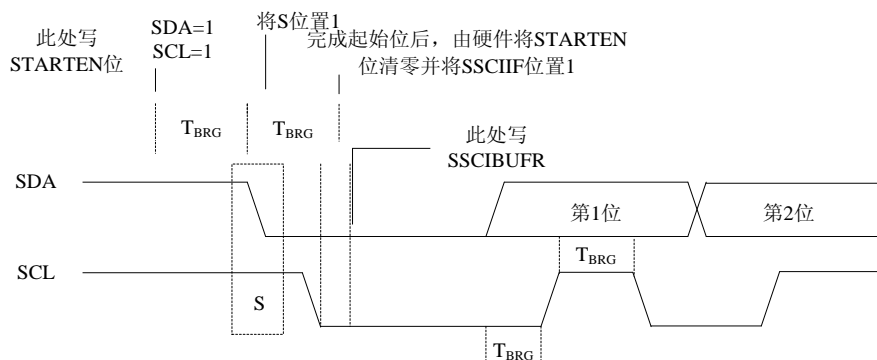 此处写
STARTEN位
SDA=1
SCL=1
将S位置1
完成起始位后，由硬件将STARTEN
位清零并将SSCIIF位置1
TBRG
TBRG
此处写
SSCIBUFR
SDA
第1位
第2位
TBRG
SCL
S
TBRG